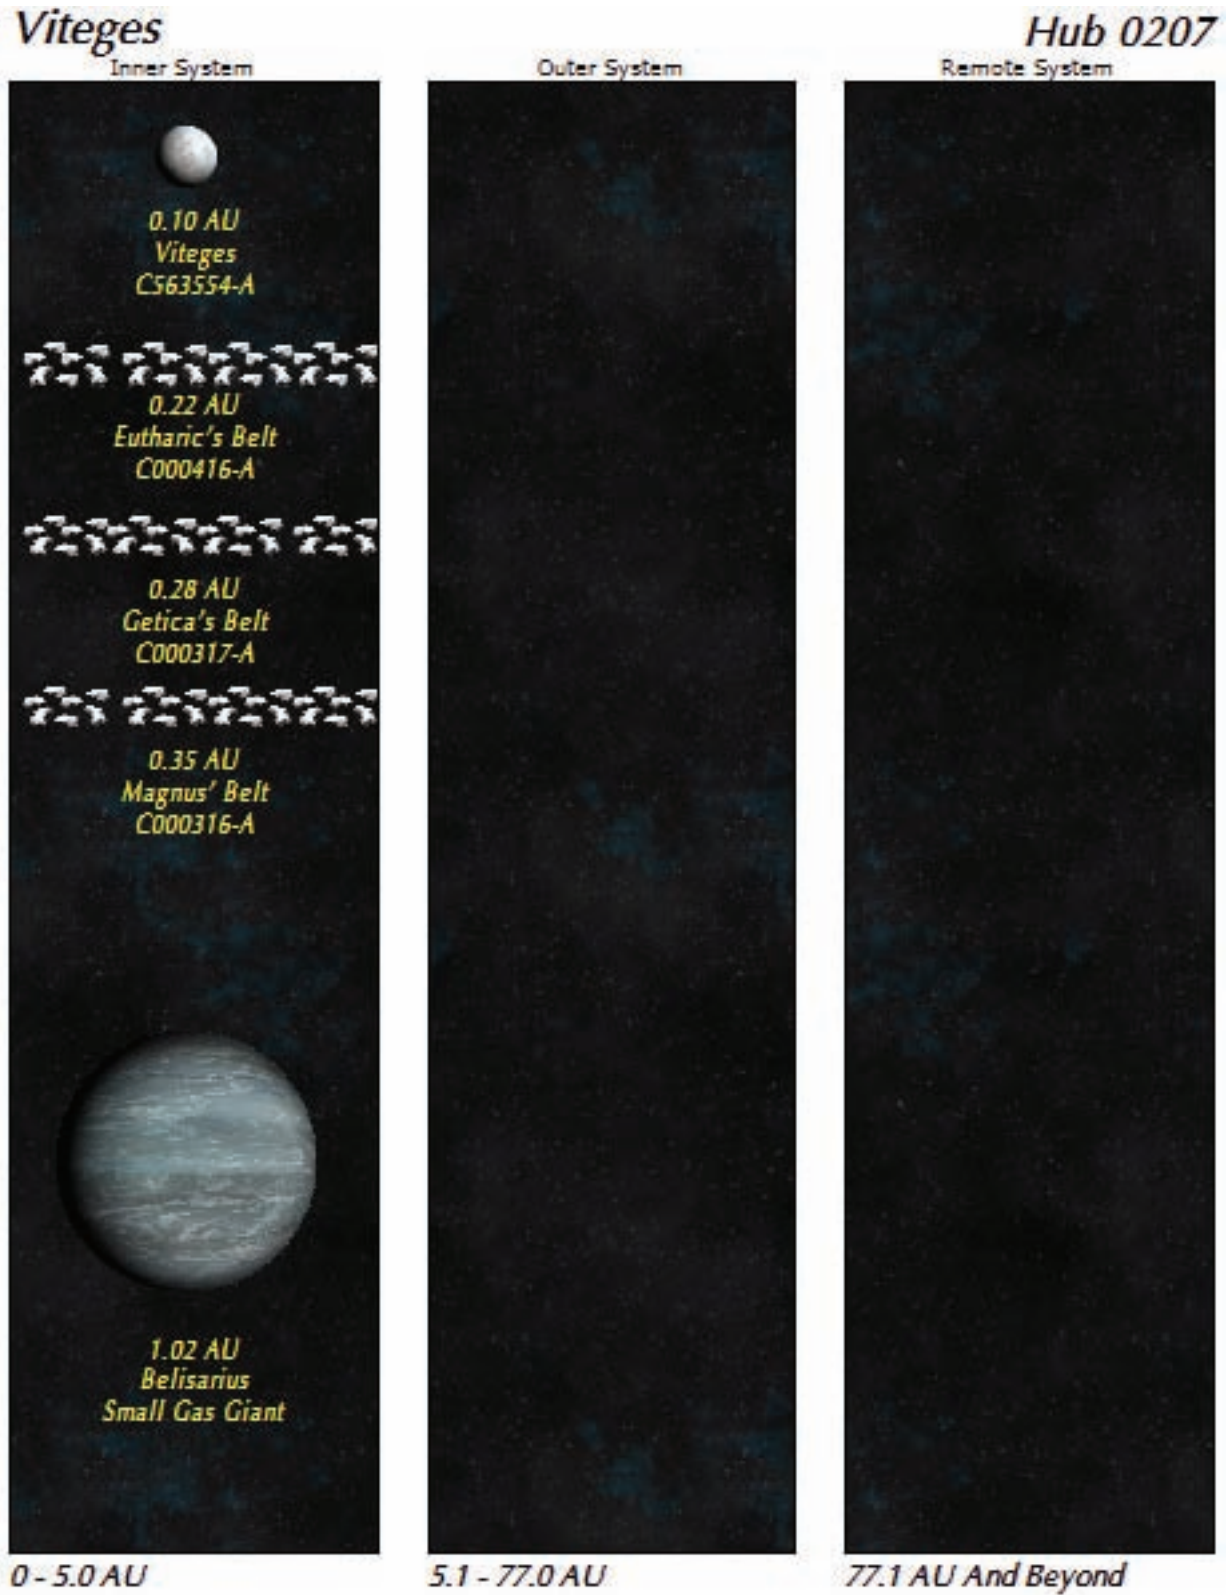 Viteges
Hub 0207
Inner System
Outer System
Remote System
0.10 AU
Viteges
C563554-A
0.22 AU
Eutharic's Belt
C000416-A
0.28 AU
Getica's Belt
C000317-A
0.35 AU
Magnus' Belt
C000316-A
1.02 AU
Belisarius
Small Gas Giant
0 - 5.0 AU
5.1 - 77.0 AU
77.1 AU And Beyond